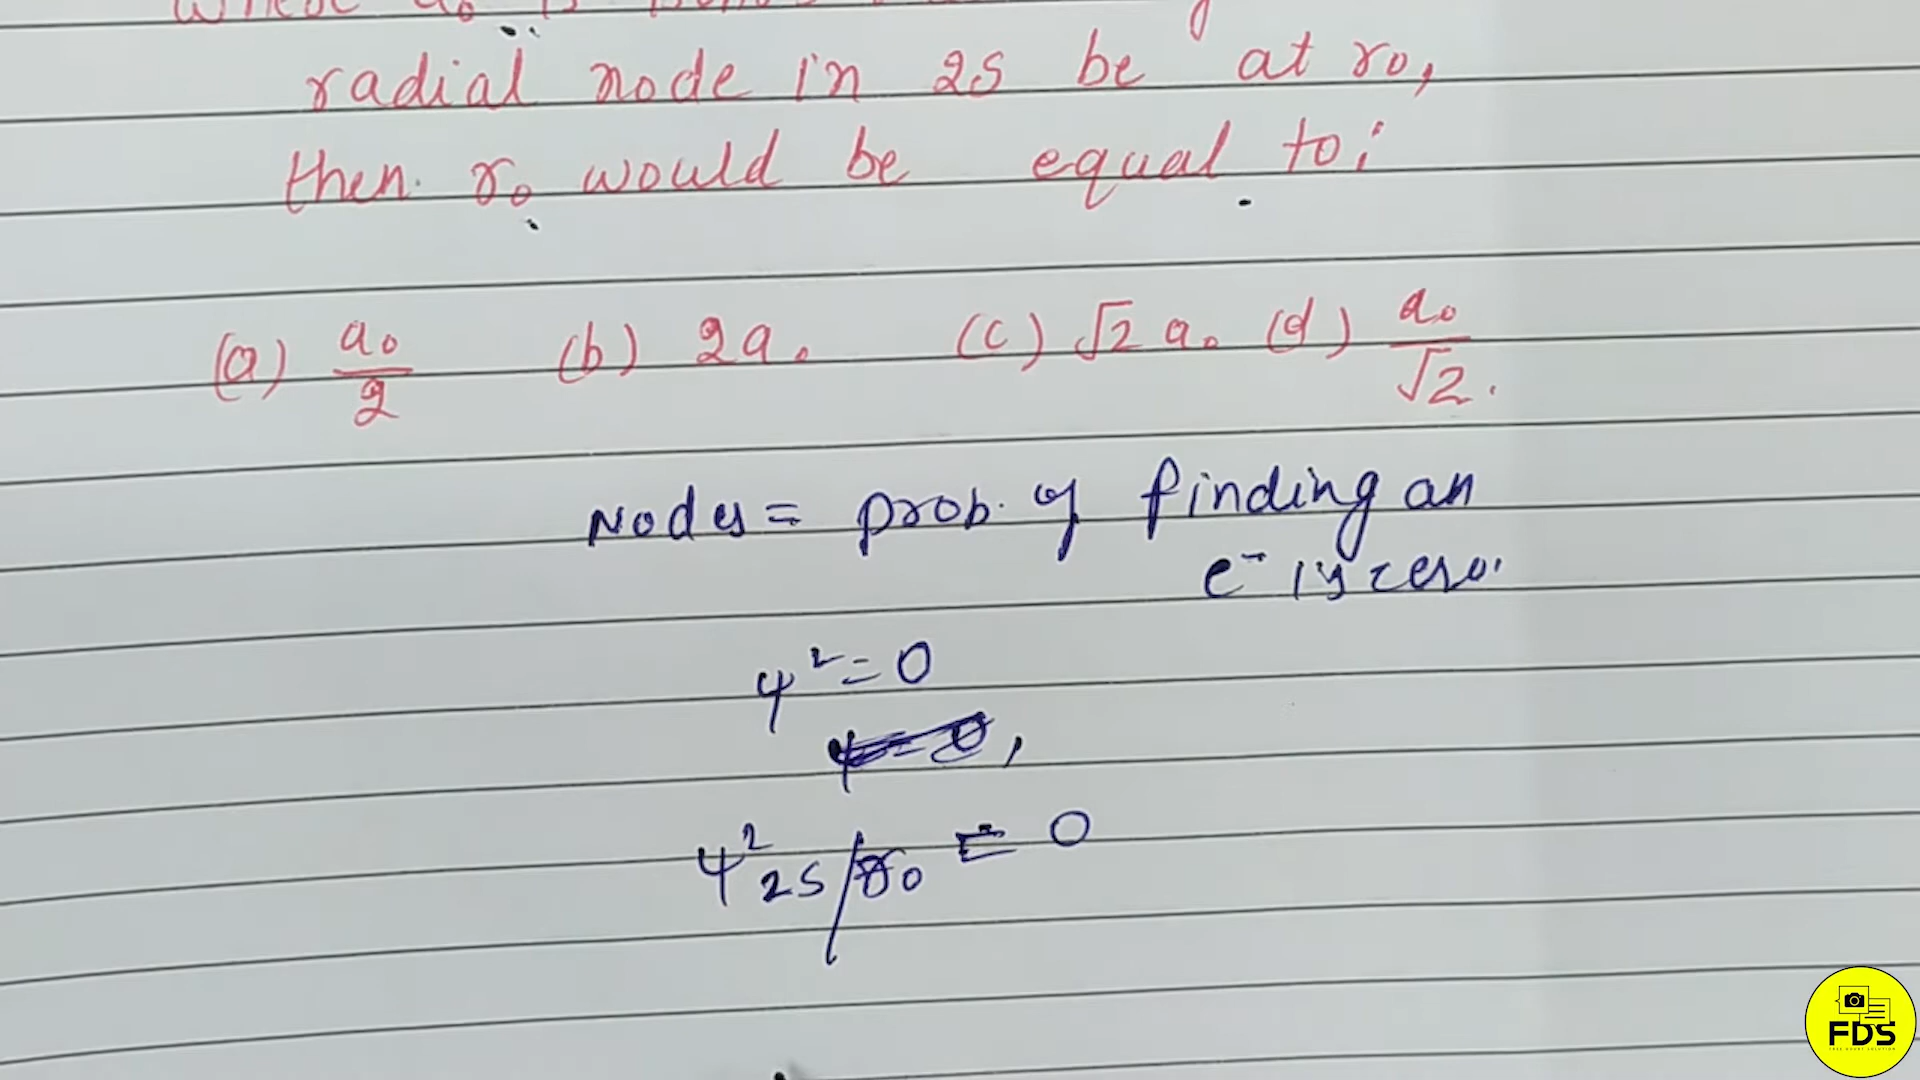 radial node in 2s be at r₀,
then r₀ would be equal to;
(a) a₀/2 (b) 2a₀ (c) √2 a₀ (d) a₀/√2.
Nodes = prob. of finding an
e⁻ is zero.
ψ² = 0
ψ = 0,
ψ²2s/r₀ = 0
FDS